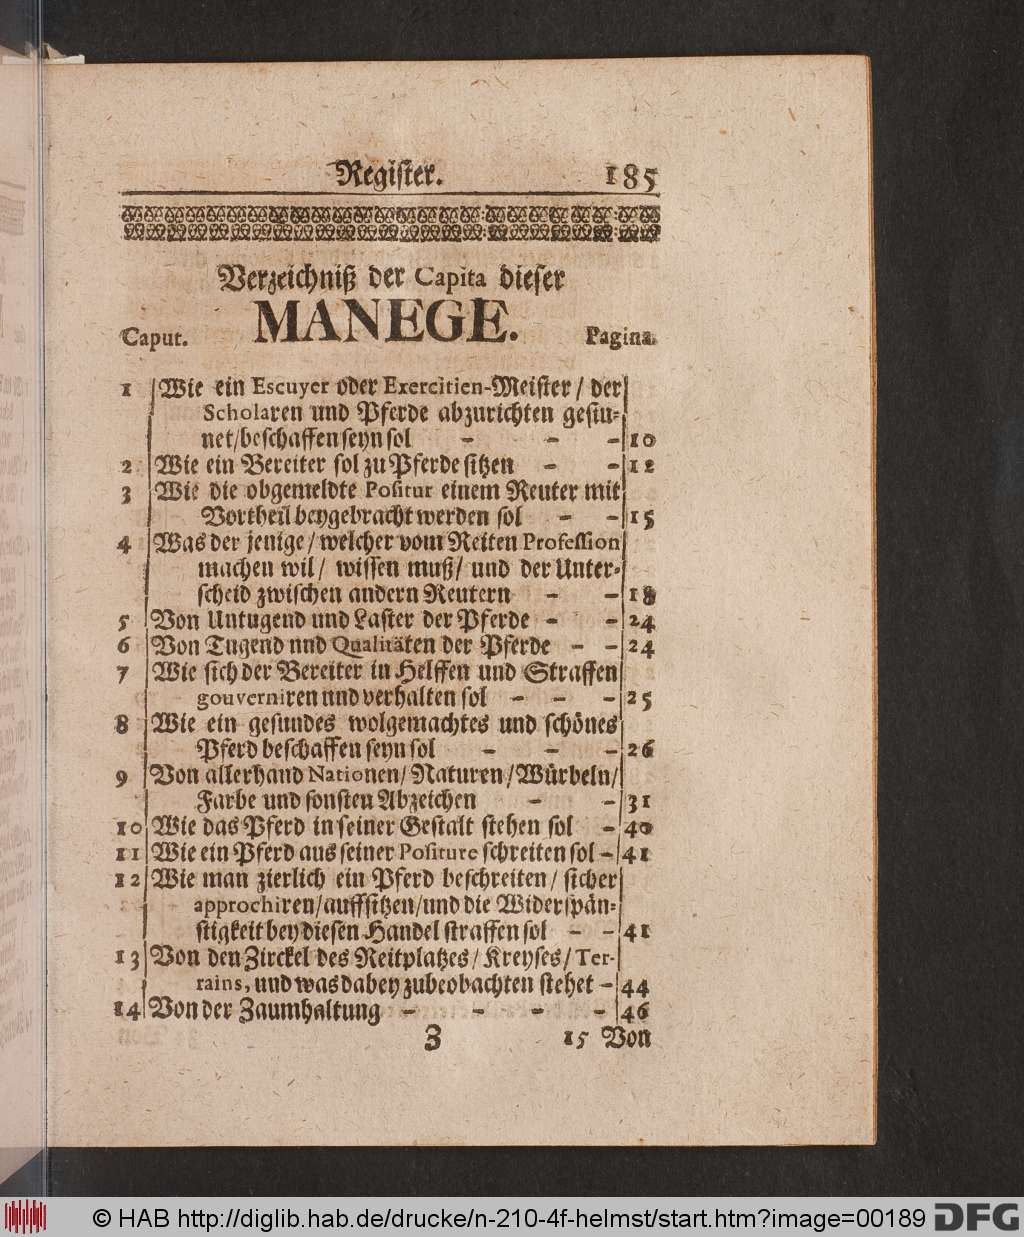 Register. 185
Verzeichniß der Capita dieser
MANEGE.
Caput. Pagina.
1 Wie ein Escuyer oder Exercitien-Meister / der
Scholaren und Pferde abzurichten gesiu-
net/beschaffen seyn sol - - - 10
2 Wie ein Bereiter sol zu Pferde sitzen - - 12
3 Wie die obgemeldte Positur einem Reuter mit
Vortheil beygebracht werden sol - - 15
4 Was der jenige / welcher vom Reiten Profession
machen wil / wissen muß / und der Unter-
scheid zwischen andern Reutern - - 18
5 Von Untugend und Laster der Pferde - - 24
6 Von Tugend nnd Qualitäten der Pferde - - 24
7 Wie sich der Bereiter in Helffen und Straffen
gouverniren und verhalten sol - - - 25
8 Wie ein gesundes wolgemachtes und schönes
Pferd beschaffen seyn sol - - - 26
9 Von allerhand Nationen / Naturen / Würbeln /
Farbe und sonsten Abzeichen - - 31
10 Wie das Pferd in seiner Gestalt stehen sol - 40
11 Wie ein Pferd aus seiner Positure schreiten sol - 41
12 Wie man zierlich ein Pferd beschreiten / sicher
approchiren/auffsitzen/und die Widerspän-
stigkeit bey diesen Handel straffen sol - - 41
13 Von den Zirckel des Reitplatzes / Kreyses / Ter-
rains, und was dabey zubeobachten stehet - 44
14 Von der Zaumhaltung - - - - 46
3 15 Von
© HAB http://diglib.hab.de/drucke/n-210-4f-helmst/start.htm?image=00189 DFG